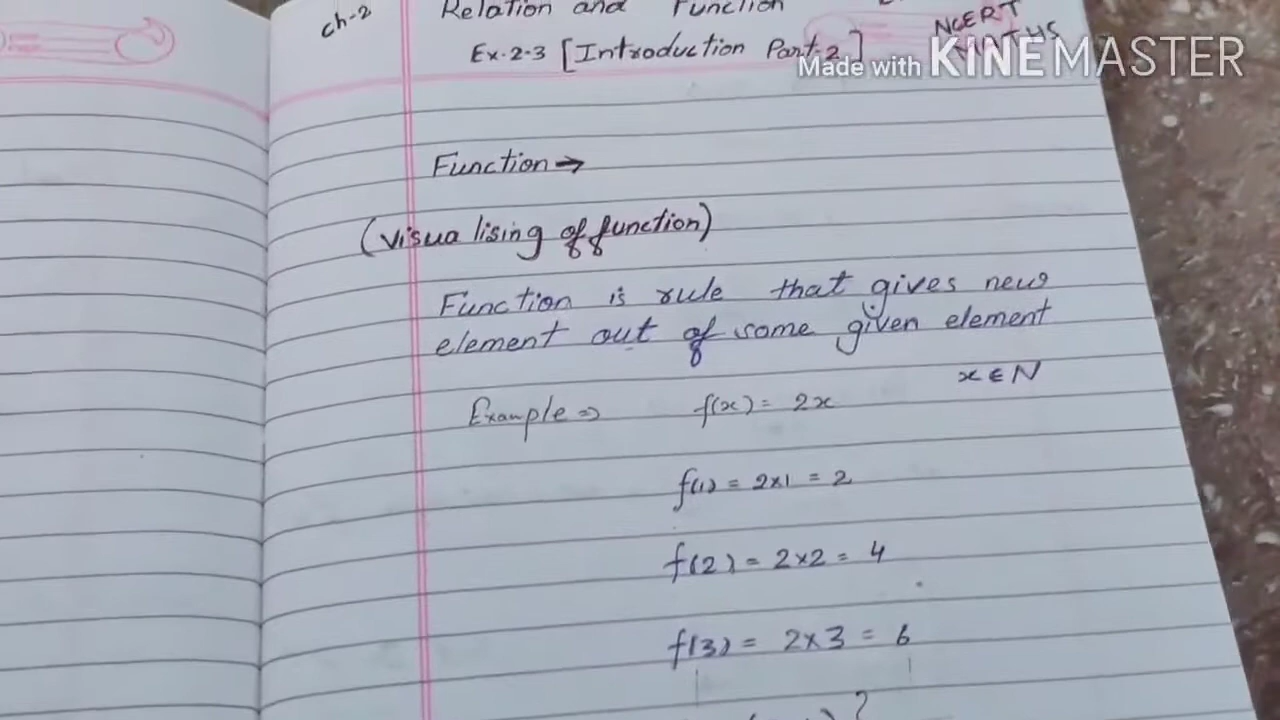 ch-2
Relation and Function
Ex.2.3 [Introduction Part-2]
NCERT
MATHS
Made with KINEMASTER
Function →
(visualising of function)
Function is rule that gives new
element out of some given element
x ∈ N
Example ⇒ f(x) = 2x
f(1) = 2×1 = 2
f(2) = 2×2 = 4
f(3) = 2×3 = 6